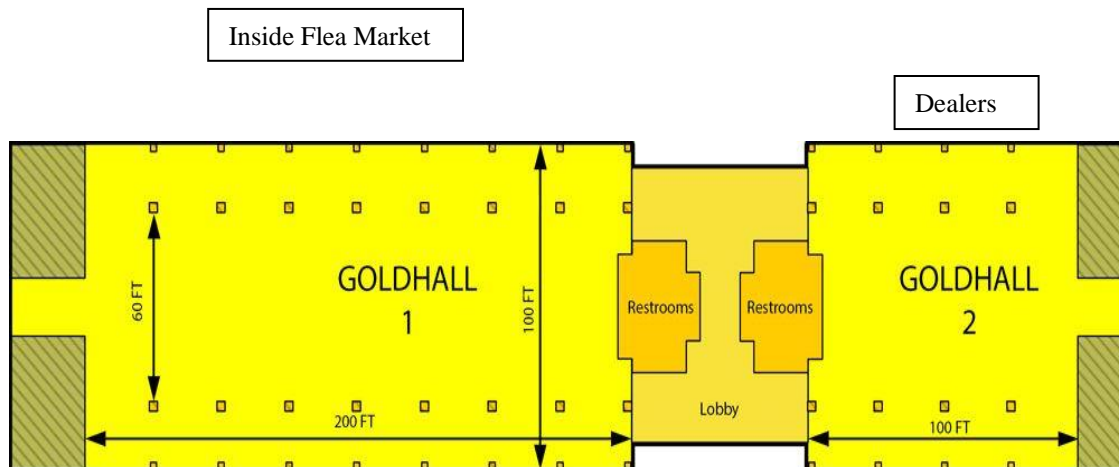 Inside Flea Market
Dealers
GOLDHALL
1
60 FT
100 FT
200 FT
Restrooms
Restrooms
Lobby
GOLDHALL
2
100 FT